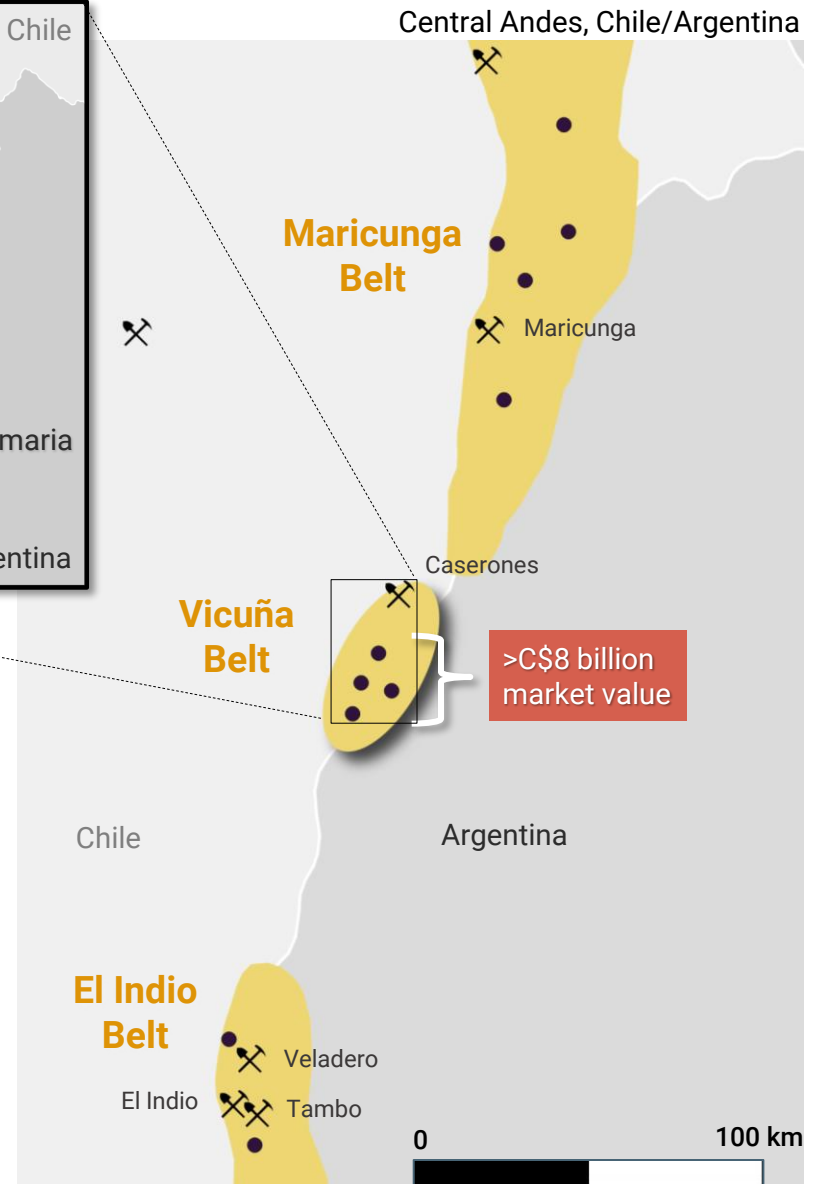 Central Andes, Chile/Argentina
Chile
Maricunga
Belt
Maricunga
maria
entina
Caserones
Vicuña
Belt
>C$8 billion
market value
Chile
Argentina
El Indio
Belt
Veladero
El Indio
Tambo
0
100 km